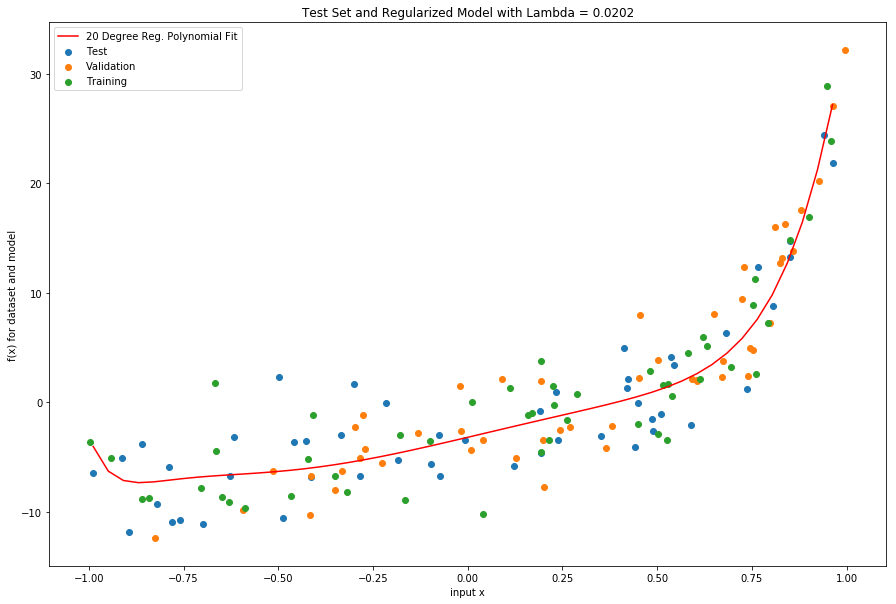 Test Set and Regularized Model with Lambda = 0.0202
20 Degree Reg. Polynomial Fit
Test
Validation
Training
f(x) for dataset and model
30
20
10
0
−10
−1.00 −0.75 −0.50 −0.25 0.00 0.25 0.50 0.75 1.00
input x